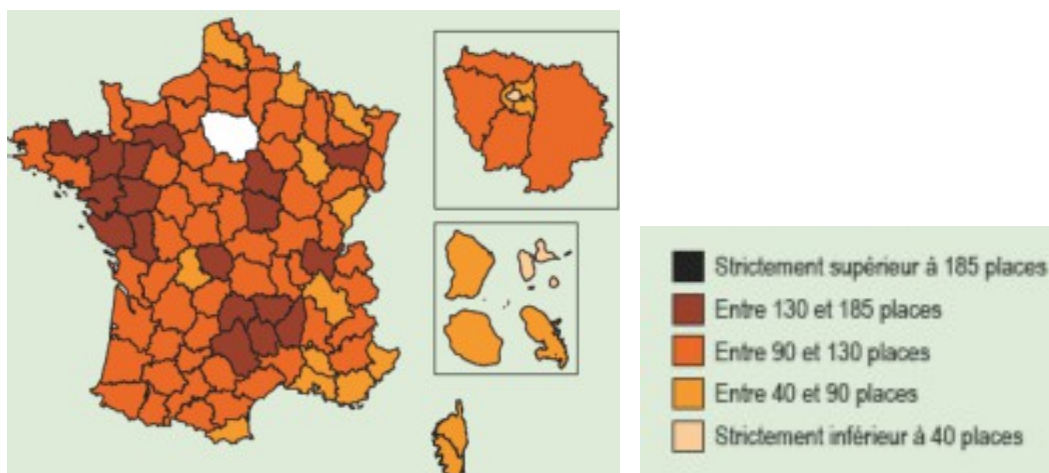 Strictement supérieur à 185 places
Entre 130 et 185 places
Entre 90 et 130 places
Entre 40 et 90 places
Strictement inférieur à 40 places